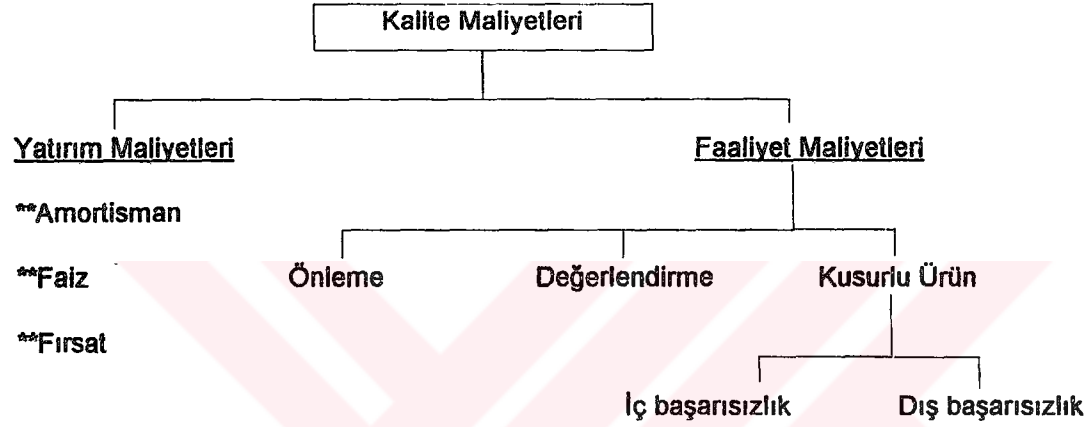 Kalite Maliyetleri
Yatırım Maliyetleri
Faaliyet Maliyetleri
**Amortisman
**Faiz
Önleme
Değerlendirme
Kusurlu Ürün
**Fırsat
İç başarısızlık
Dış başarısızlık